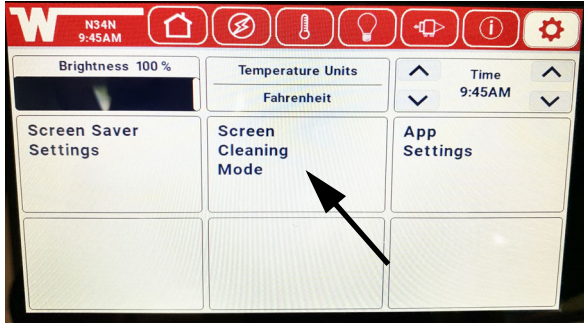 W
N34N
9:45AM
Brightness 100 %
Temperature Units
Fahrenheit
Time
9:45AM
Screen Saver
Settings
Screen
Cleaning
Mode
App
Settings